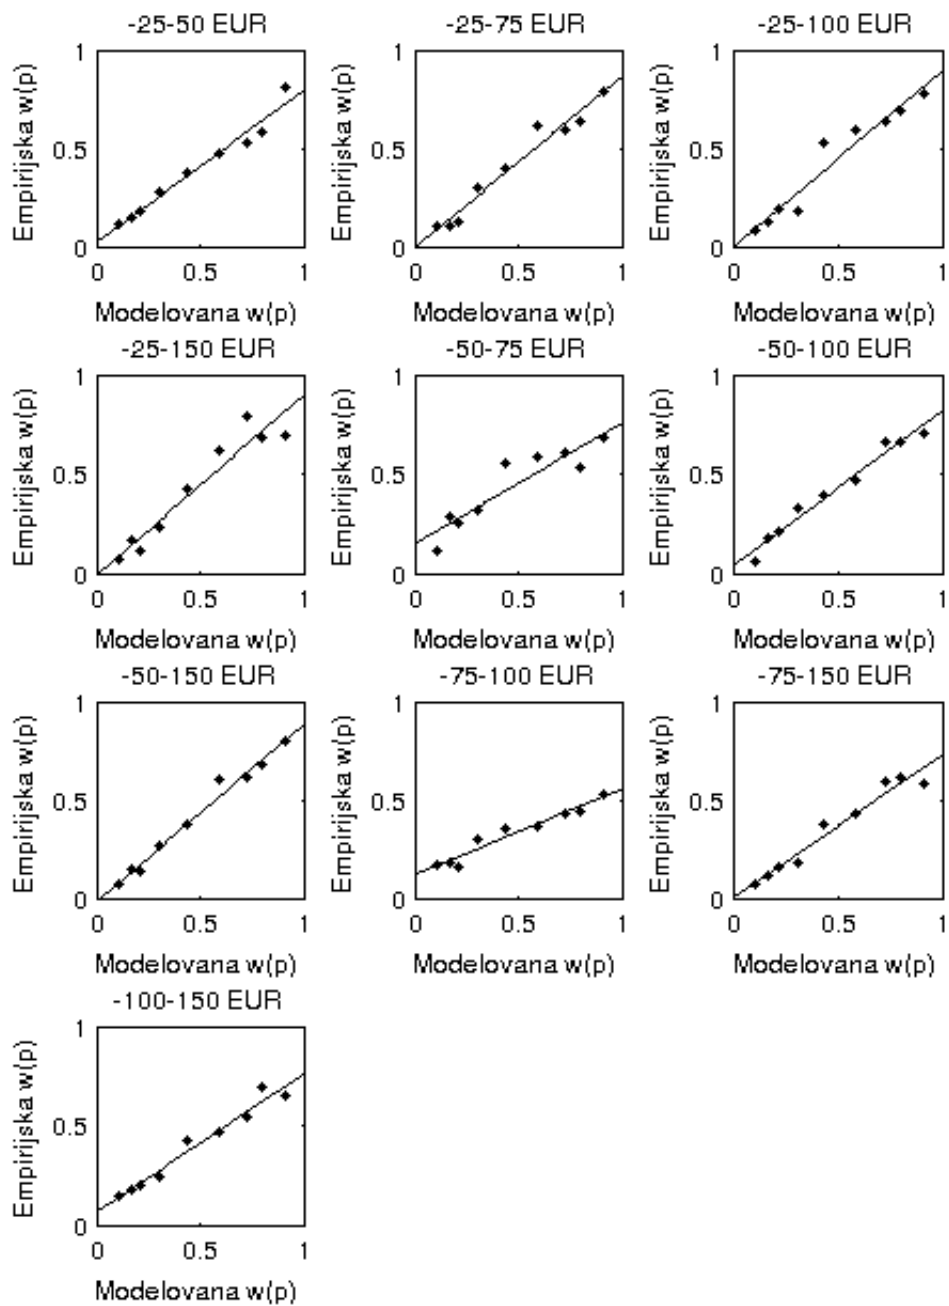 -25-50 EUR
1
0.5
0
0 0.5 1
Empirijska w(p)
Modelovana w(p)
-25-75 EUR
1
0.5
0
0 0.5 1
Empirijska w(p)
Modelovana w(p)
-25-100 EUR
1
0.5
0
0 0.5 1
Empirijska w(p)
Modelovana w(p)
-25-150 EUR
1
0.5
0
0 0.5 1
Empirijska w(p)
Modelovana w(p)
-50-75 EUR
1
0.5
0
0 0.5 1
Empirijska w(p)
Modelovana w(p)
-50-100 EUR
1
0.5
0
0 0.5 1
Empirijska w(p)
Modelovana w(p)
-50-150 EUR
1
0.5
0
0 0.5 1
Empirijska w(p)
Modelovana w(p)
-75-100 EUR
1
0.5
0
0 0.5 1
Empirijska w(p)
Modelovana w(p)
-75-150 EUR
1
0.5
0
0 0.5 1
Empirijska w(p)
Modelovana w(p)
-100-150 EUR
1
0.5
0
0 0.5 1
Empirijska w(p)
Modelovana w(p)